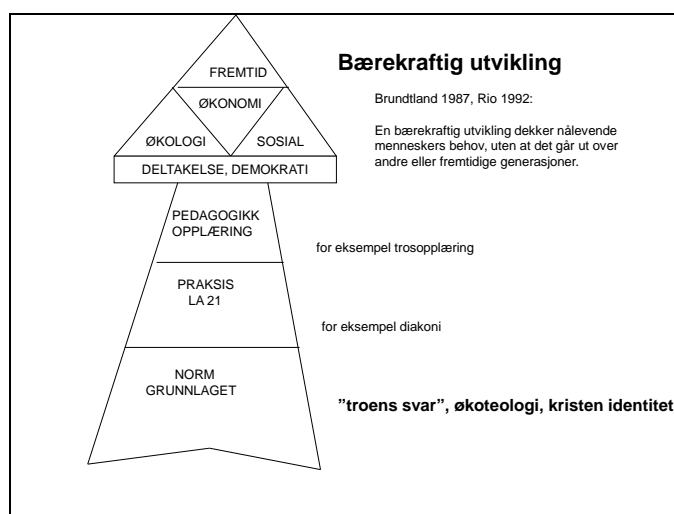 Bærekraftig utvikling
Brundtland 1987, Rio 1992:
En bærekraftig utvikling dekker nålevende
menneskers behov, uten at det går ut over
andre eller fremtidige generasjoner.
FREMTID
ØKONOMI
ØKOLOGI
SOSIAL
DELTAKELSE, DEMOKRATI
PEDAGOGIKK
OPPLÆRING
for eksempel trosopplæring
PRAKSIS
LA 21
for eksempel diakoni
NORM
GRUNNLAGET
”troens svar”, økoteologi, kristen identitet